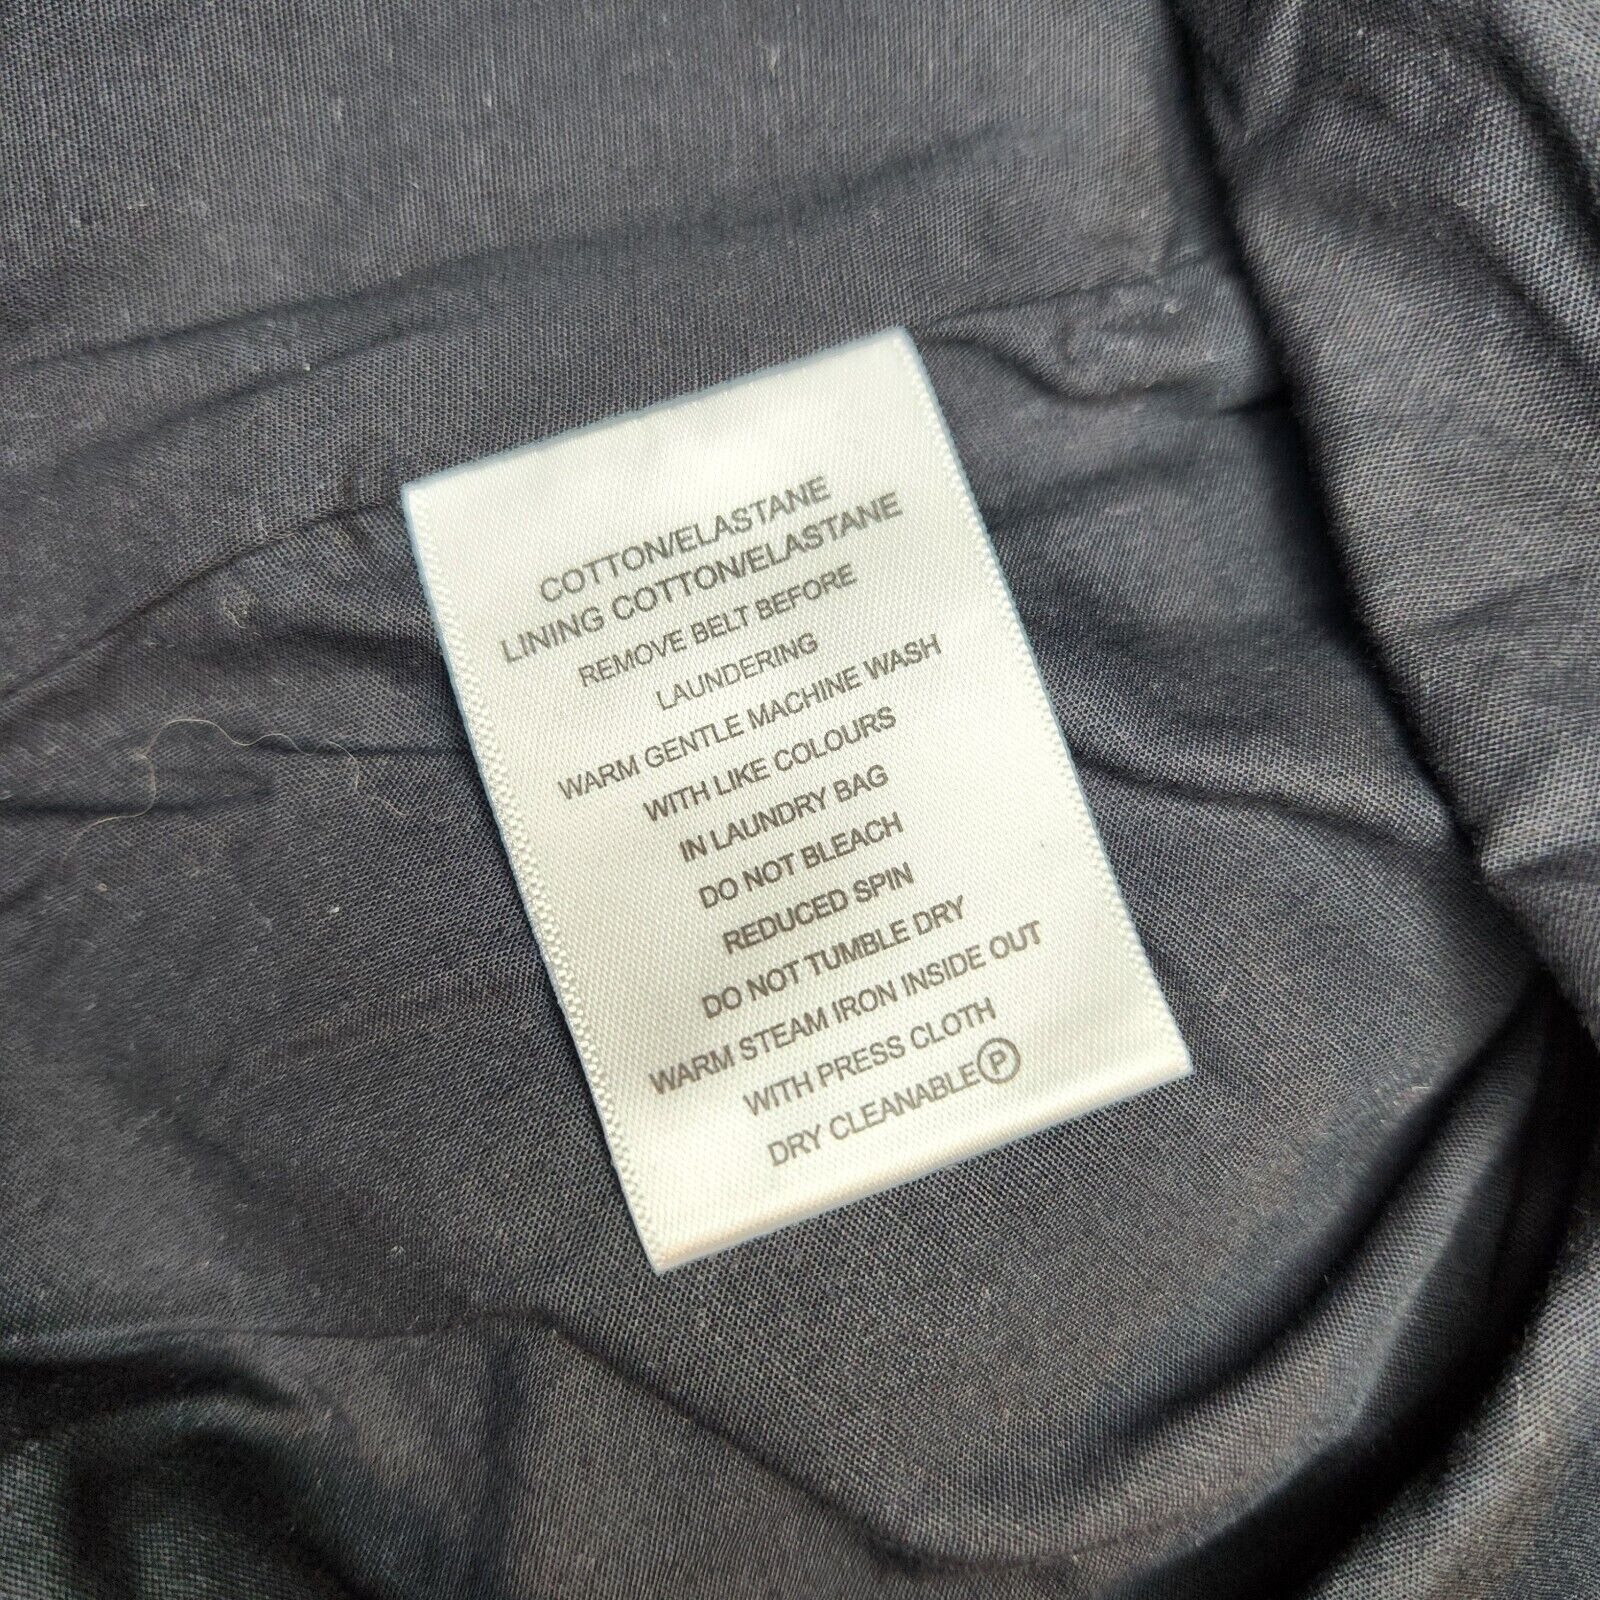 COTTON/ELASTANE
LINING COTTON/ELASTANE
REMOVE BELT BEFORE
LAUNDERING
WARM GENTLE MACHINE WASH
WITH LIKE COLOURS
IN LAUNDRY BAG
DO NOT BLEACH
REDUCED SPIN
DO NOT TUMBLE DRY
WARM STEAM IRON INSIDE OUT
WITH PRESS CLOTH
DRY CLEANABLE Ⓟ